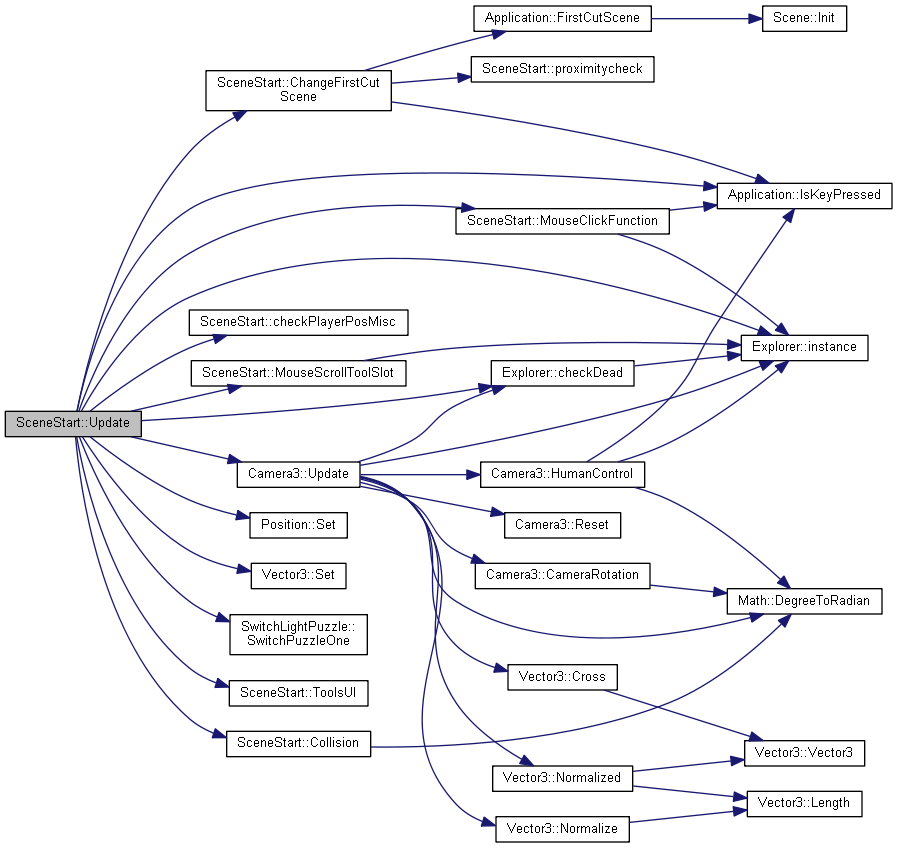 Application::FirstCutScene
Scene::Init
SceneStart::ChangeFirstCut
Scene
SceneStart::proximitycheck
Application::IsKeyPressed
SceneStart::MouseClickFunction
SceneStart::checkPlayerPosMisc
Explorer::instance
SceneStart::MouseScrollToolSlot
Explorer::checkDead
SceneStart::Update
Camera3::Update
Camera3::HumanControl
Position::Set
Camera3::Reset
Vector3::Set
Camera3::CameraRotation
Math::DegreeToRadian
SwitchLightPuzzle::
SwitchPuzzleOne
Vector3::Cross
SceneStart::ToolsUI
SceneStart::Collision
Vector3::Vector3
Vector3::Normalized
Vector3::Length
Vector3::Normalize